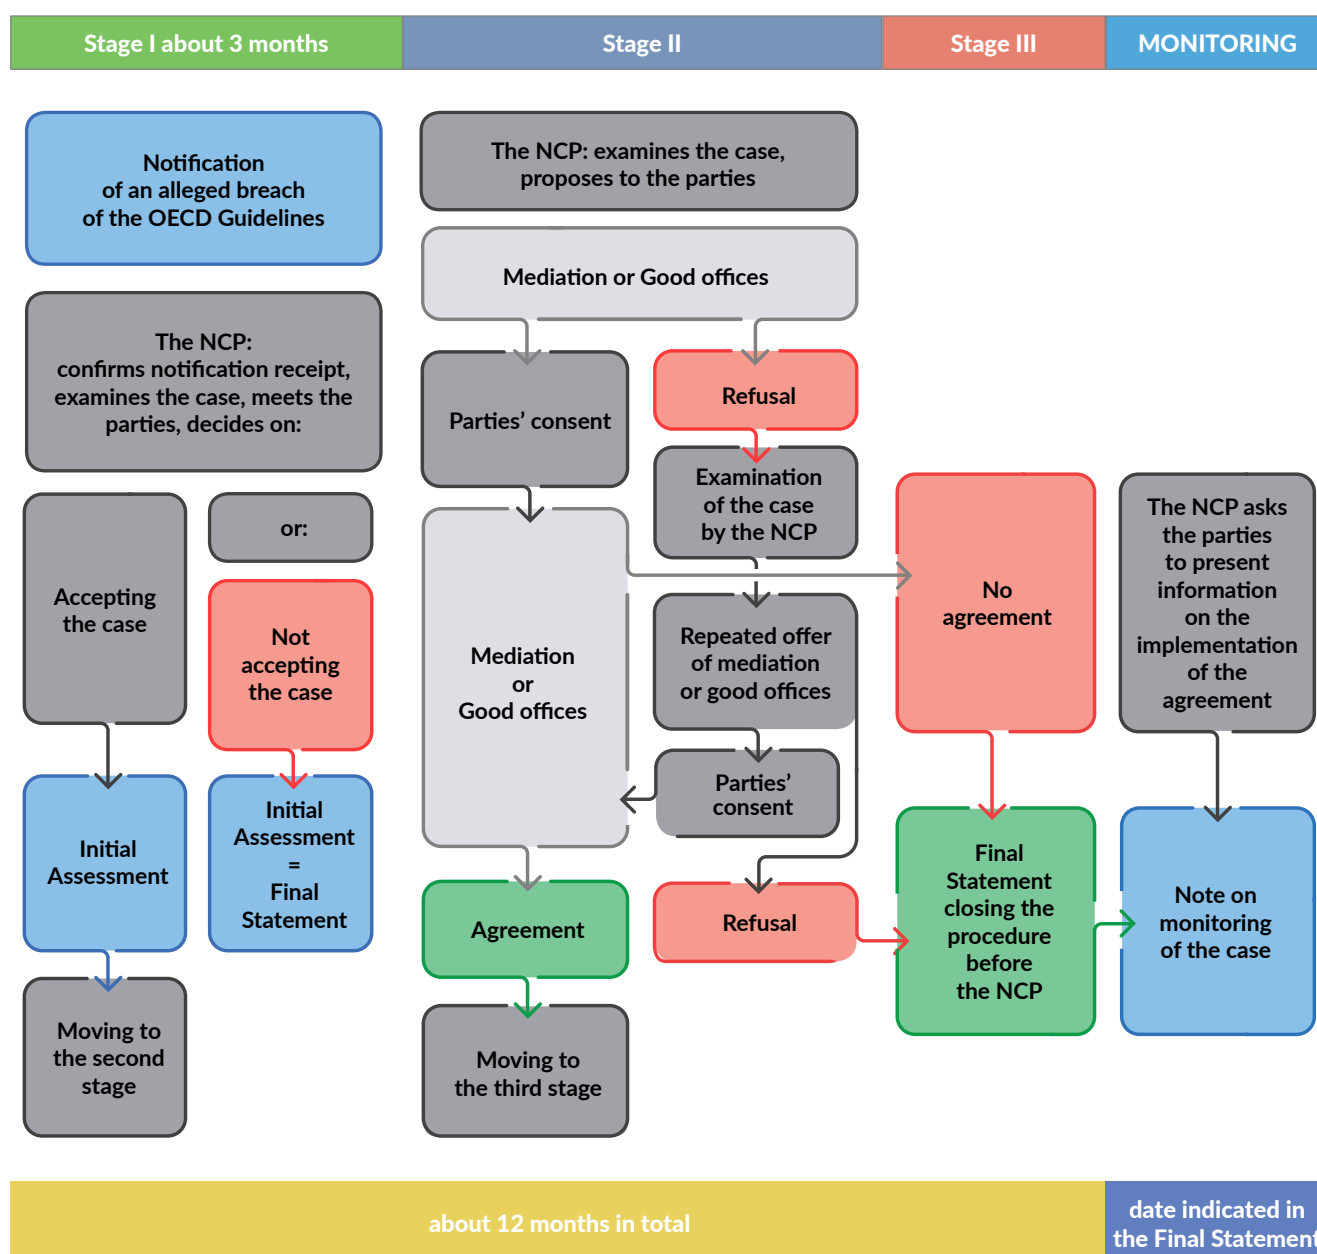 Stage I about 3 months
Stage II
Stage III
MONITORING
Notification
of an alleged breach
of the OECD Guidelines
The NCP:
confirms notification receipt,
examines the case, meets the
parties, decides on:
Accepting
the case
or:
Not
accepting
the case
Initial
Assessment
Initial
Assessment
=
Final
Statement
Moving to
the second
stage
The NCP: examines the case,
proposes to the parties
Mediation or Good offices
Parties’ consent
Refusal
Examination
of the case
by the NCP
Mediation
or
Good offices
Repeated offer
of mediation
or good offices
Parties’
consent
Agreement
Refusal
Moving to
the third stage
No
agreement
Final
Statement
closing the
procedure
before
the NCP
The NCP asks
the parties
to present
information
on the
implementation
of the
agreement
Note on
monitoring
of the case
about 12 months in total
date indicated in
the Final Statement